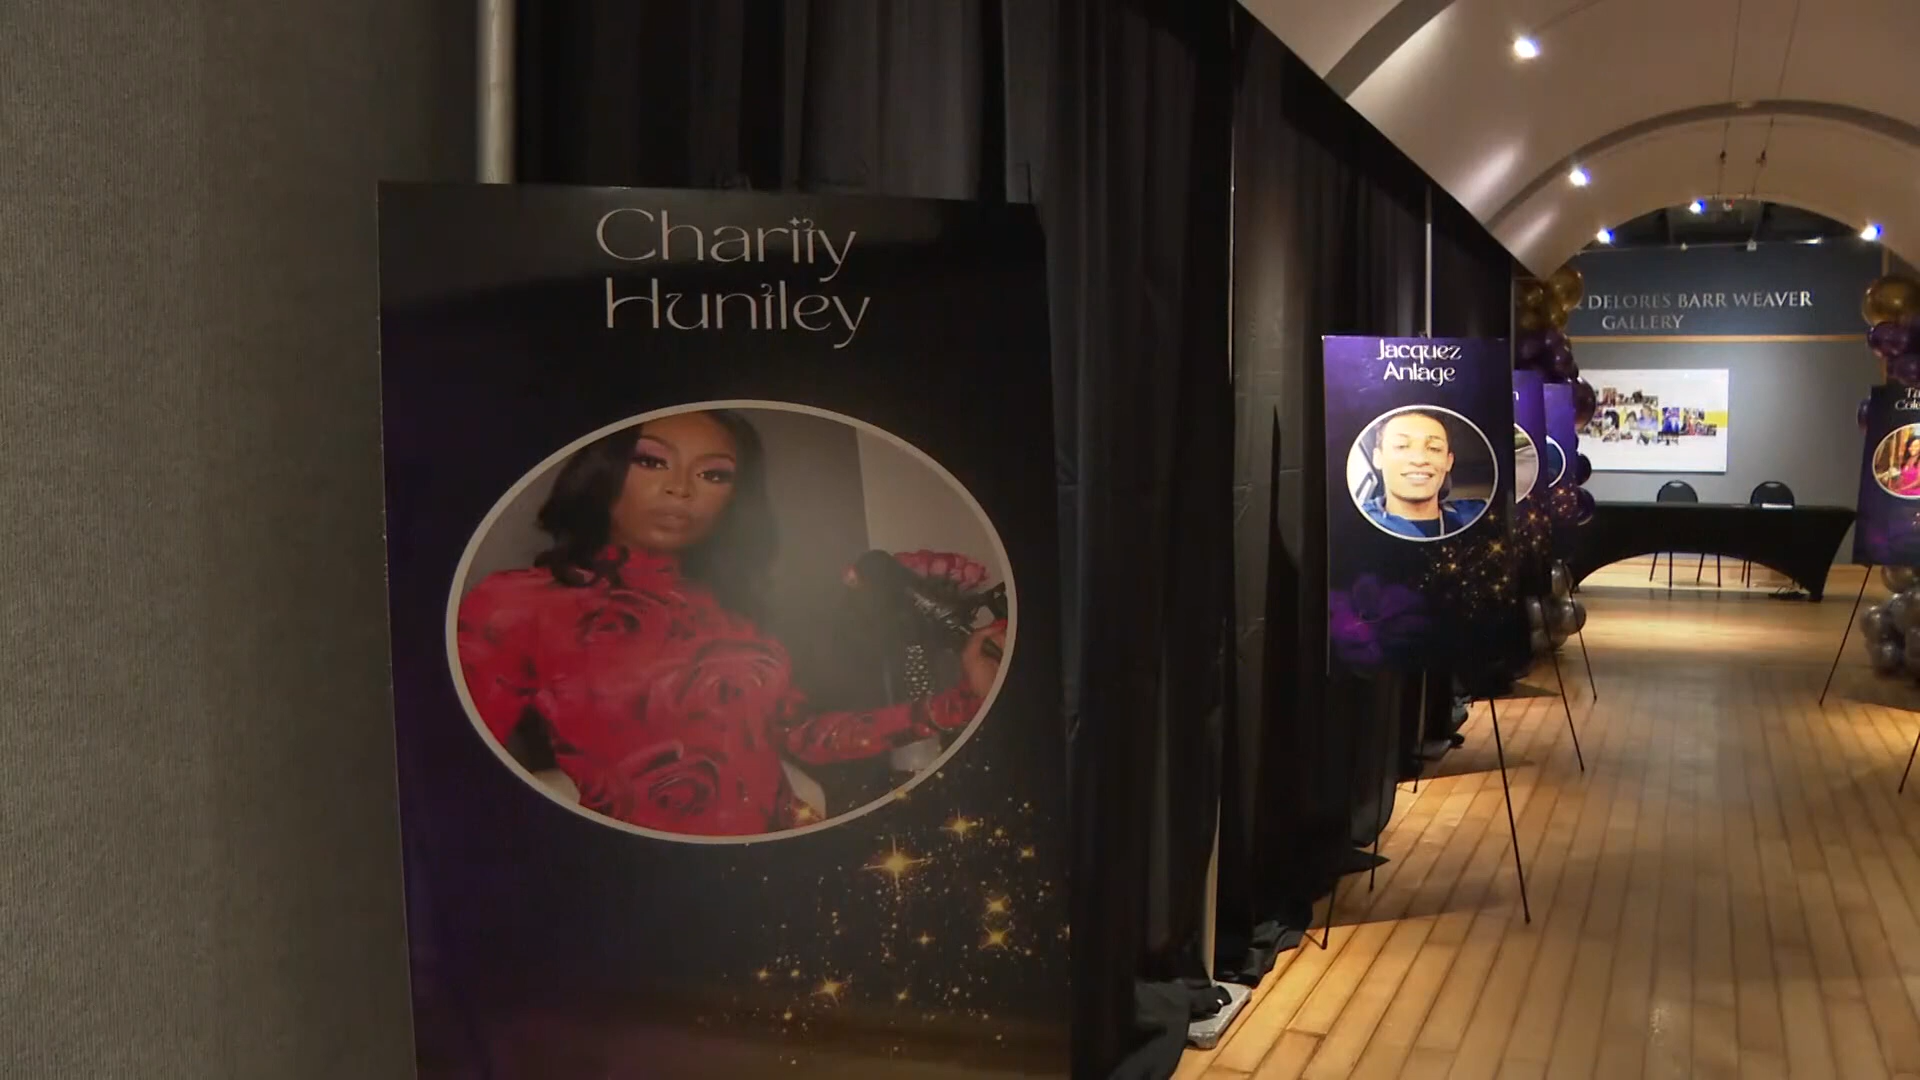 Charity
Huntley
Jacquez
Anlage
DELORES BARR WEAVER
GALLERY